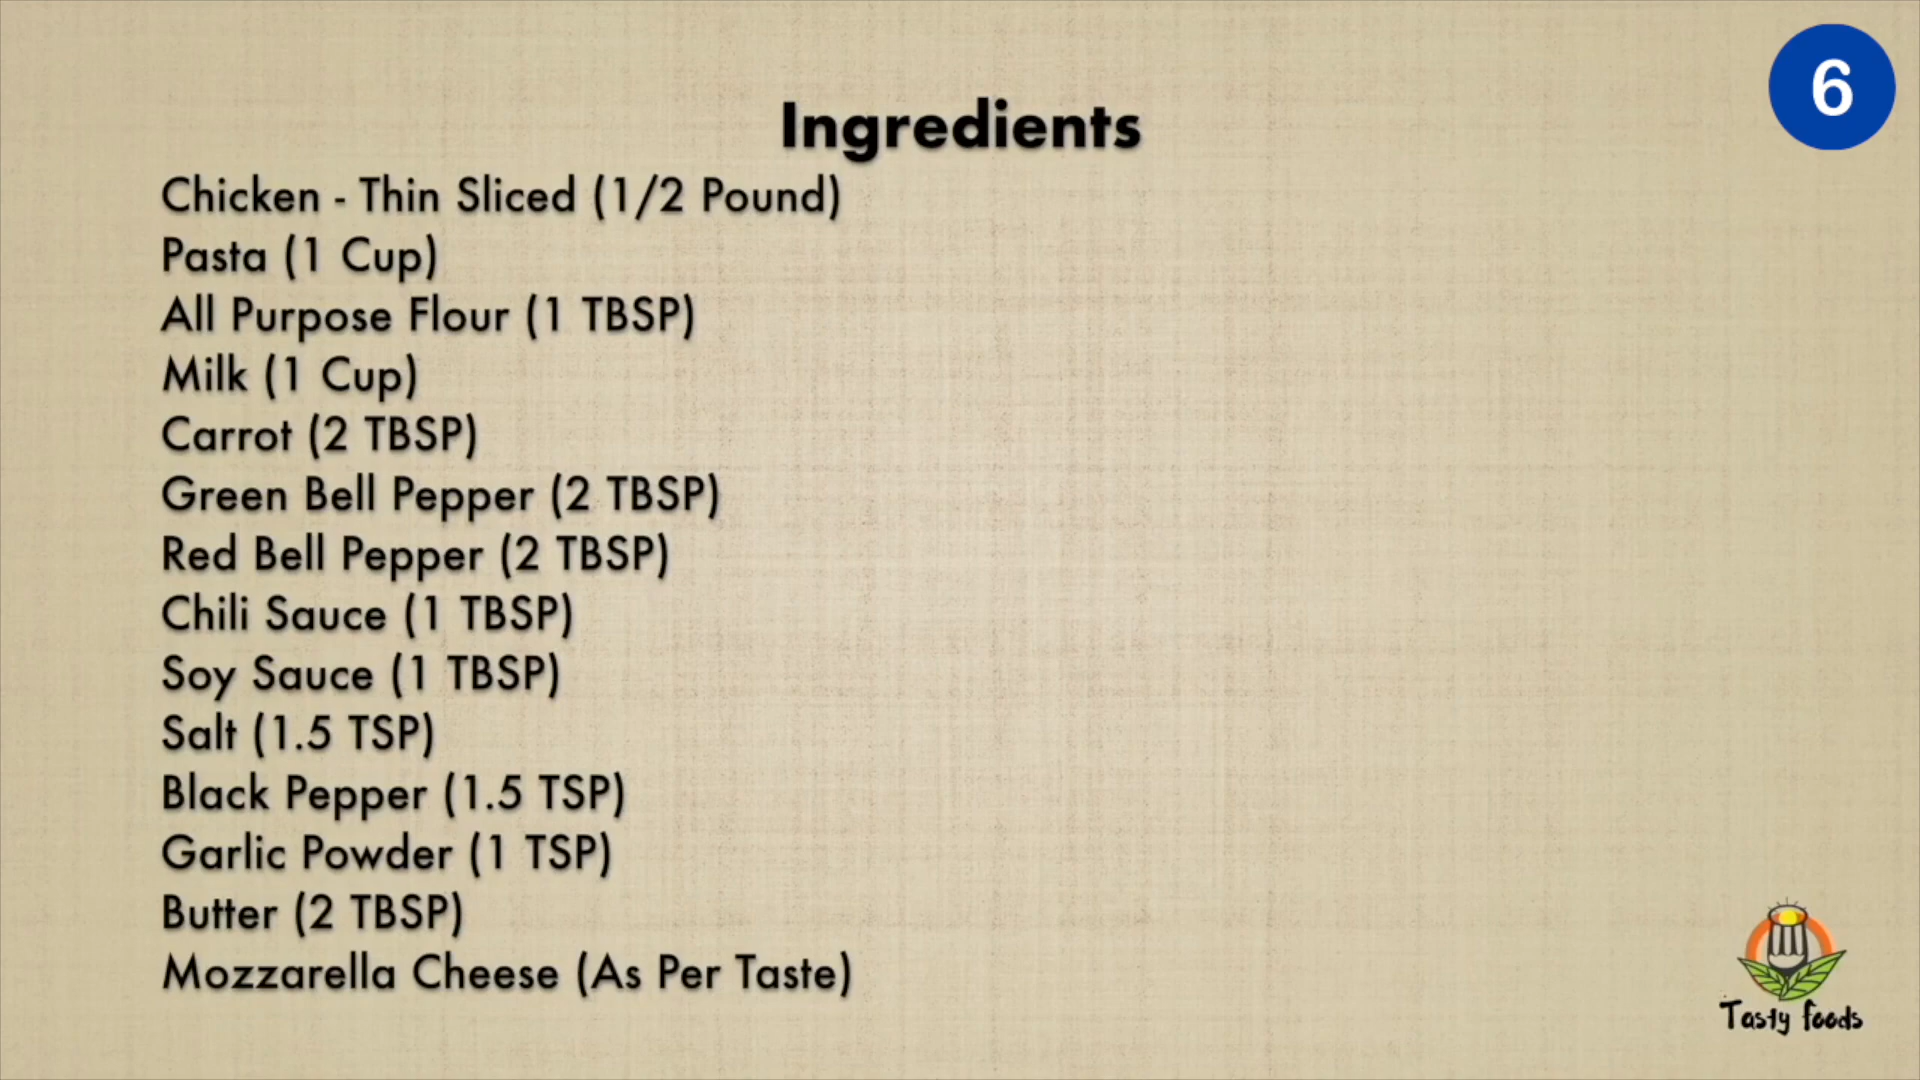 6
Ingredients
Chicken - Thin Sliced (1/2 Pound)
Pasta (1 Cup)
All Purpose Flour (1 TBSP)
Milk (1 Cup)
Carrot (2 TBSP)
Green Bell Pepper (2 TBSP)
Red Bell Pepper (2 TBSP)
Chili Sauce (1 TBSP)
Soy Sauce (1 TBSP)
Salt (1.5 TSP)
Black Pepper (1.5 TSP)
Garlic Powder (1 TSP)
Butter (2 TBSP)
Mozzarella Cheese (As Per Taste)
Tasty foods